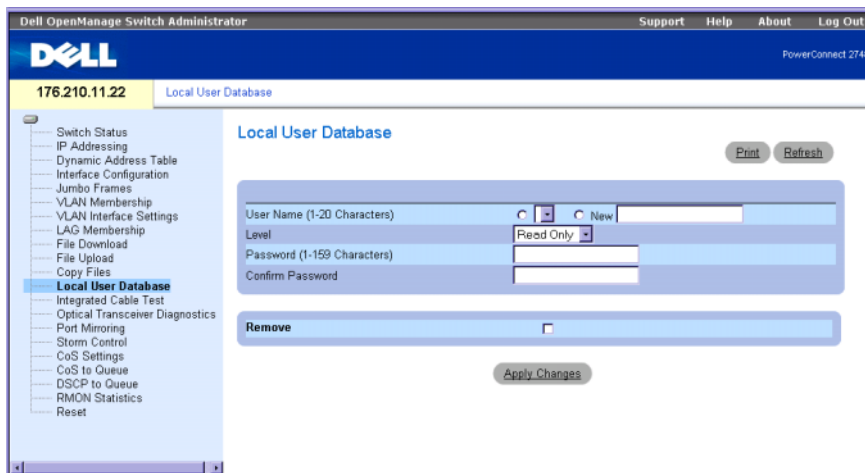 Dell OpenManage Switch Administrator Support Help About Log Out
DELL
PowerConnect 274
176.210.11.22 Local User Database
Switch Status
IP Addressing
Dynamic Address Table
Interface Configuration
Jumbo Frames
VLAN Membership
VLAN Interface Settings
LAG Membership
File Download
File Upload
Copy Files
Local User Database
Integrated Cable Test
Optical Transceiver Diagnostics
Port Mirroring
Storm Control
CoS Settings
CoS to Queue
DSCP to Queue
RMON Statistics
Reset
Local User Database
Print Refresh
User Name (1-20 Characters) New
Level Read Only
Password (1-159 Characters)
Confirm Password
Remove
Apply Changes